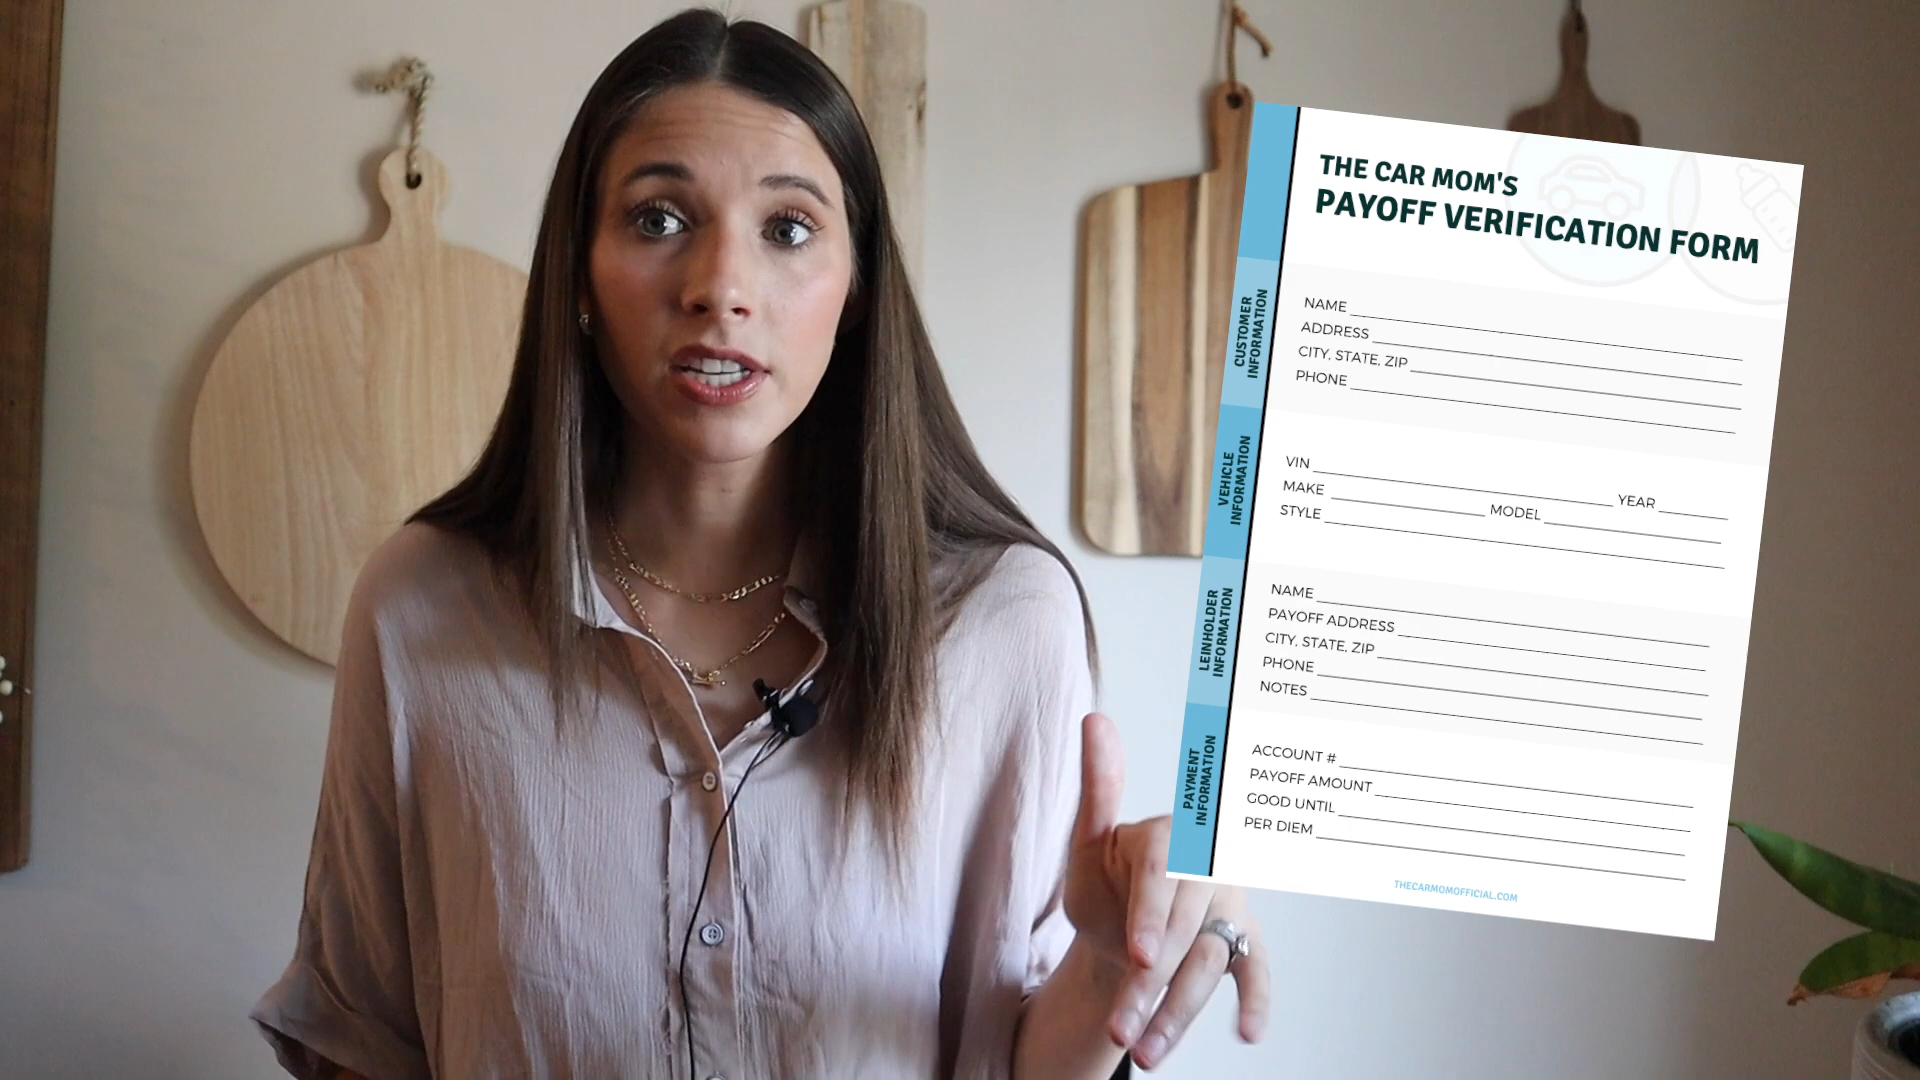 THE CAR MOM'S
PAYOFF VERIFICATION FORM
CUSTOMER
INFORMATION
NAME
ADDRESS
CITY, STATE, ZIP
PHONE
VEHICLE
INFORMATION
VIN YEAR
MAKE MODEL
STYLE
LEINHOLDER
INFORMATION
NAME
PAYOFF ADDRESS
CITY, STATE, ZIP
PHONE
NOTES
PAYMENT
INFORMATION
ACCOUNT #
PAYOFF AMOUNT
GOOD UNTIL
PER DIEM
THECARMOMOFFICIAL.COM